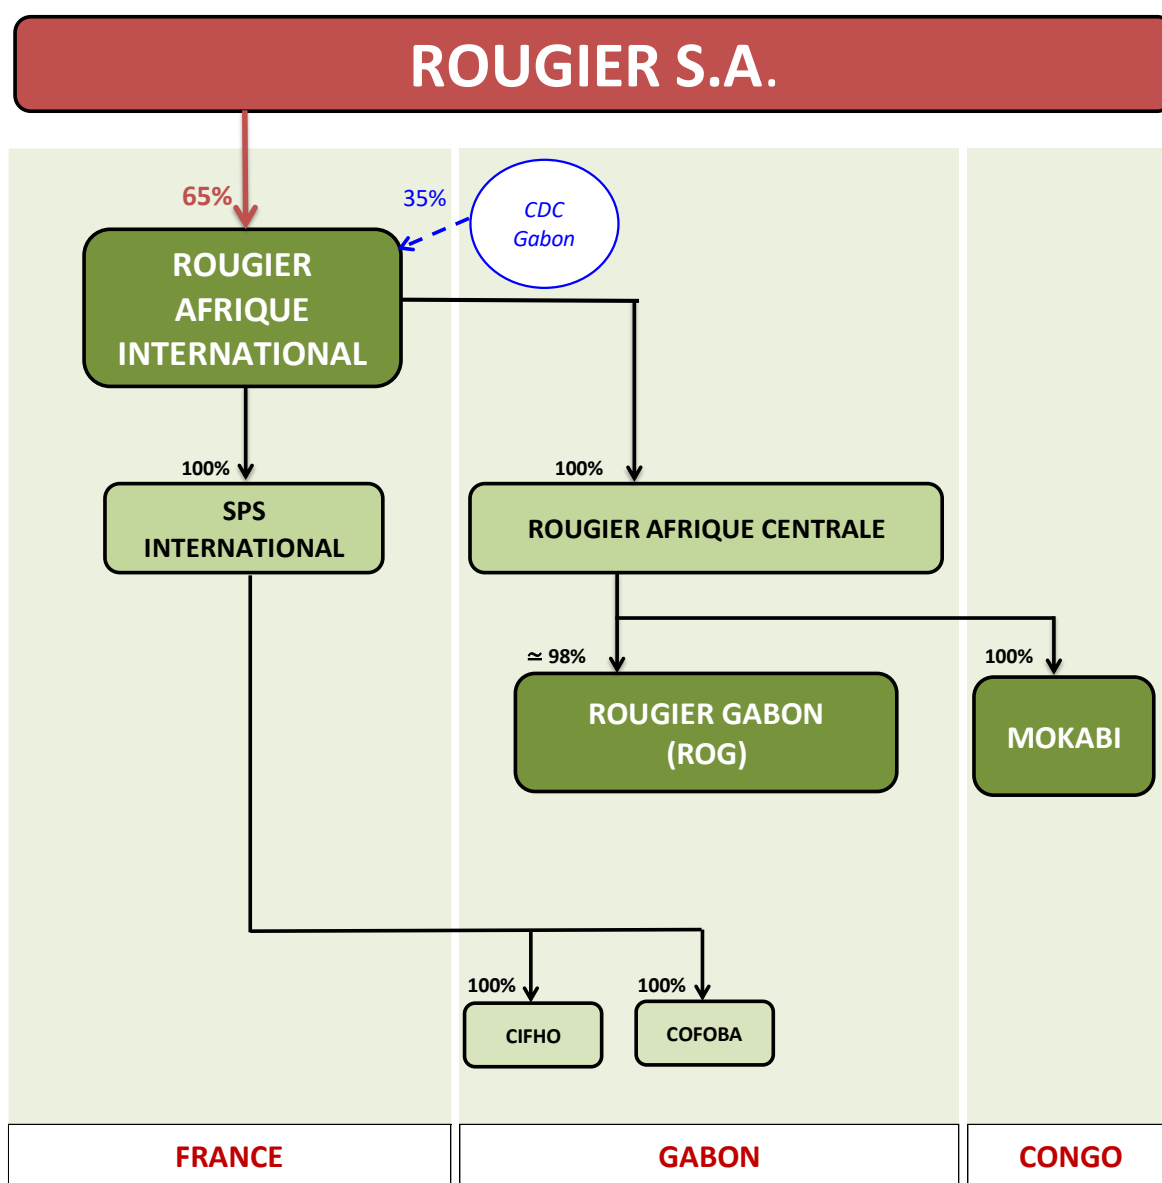 ROUGIER S.A.
65%
35%
CDC
Gabon
ROUGIER
AFRIQUE
INTERNATIONAL
100%
100%
SPS
INTERNATIONAL
ROUGIER AFRIQUE CENTRALE
≃ 98%
100%
ROUGIER GABON
(ROG)
MOKABI
100%
100%
CIFHO
COFOBA
FRANCE
GABON
CONGO